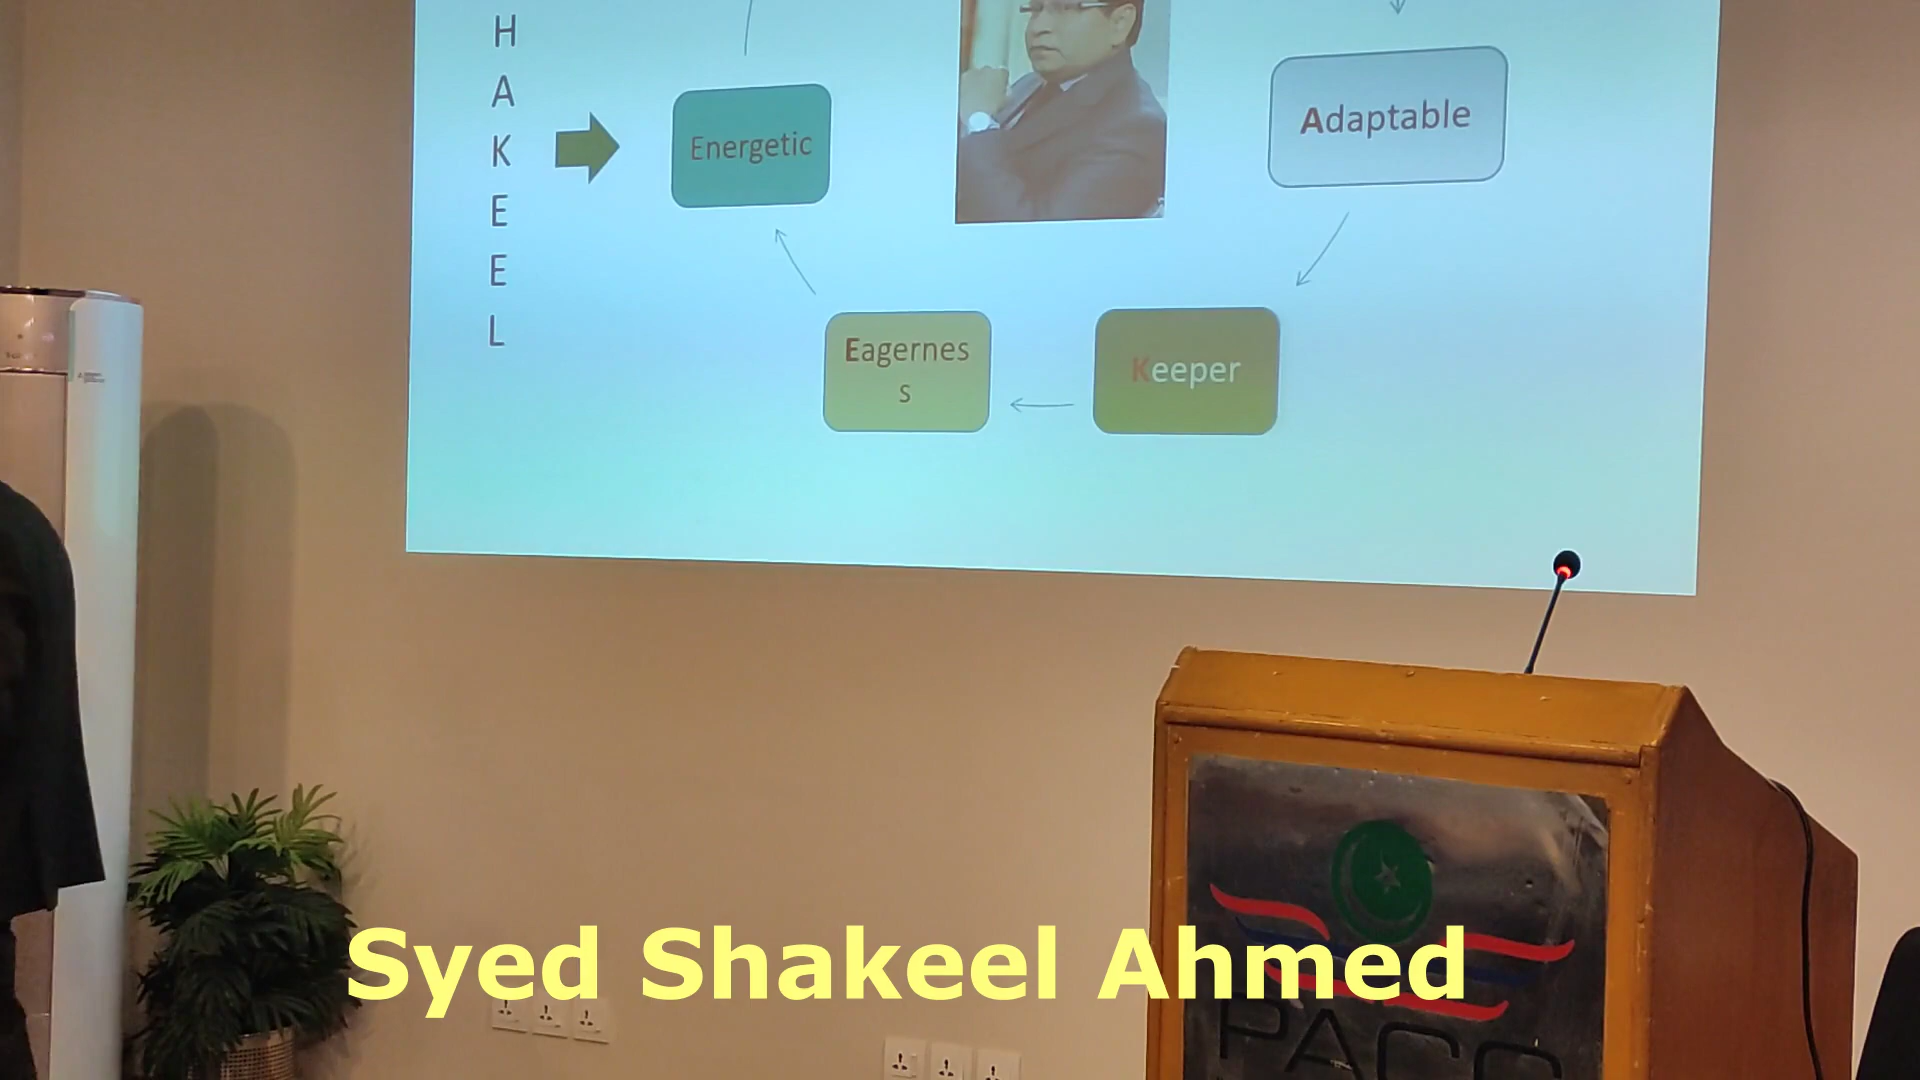 H
A
K
E
E
L
Energetic
Adaptable
Eagernes
s
Keeper
Syed Shakeel Ahmed